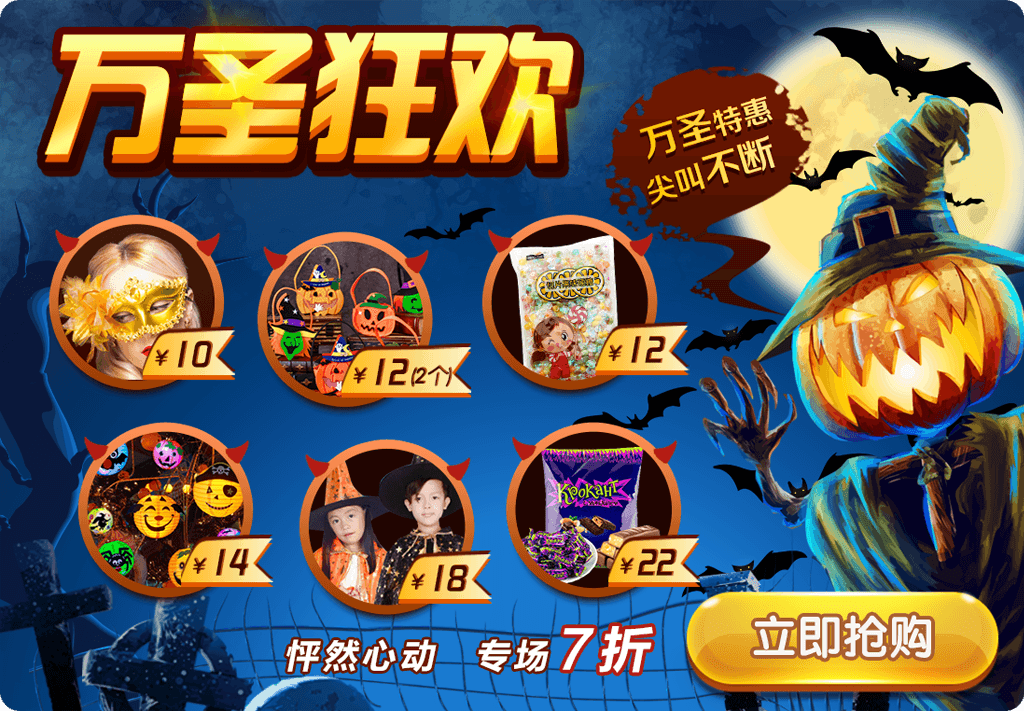 万圣狂欢
万圣特惠
尖叫不断
¥10
¥12(2个)
¥12
¥14
¥18
КРОКАНТ
¥22
怦然心动 专场7折
立即抢购